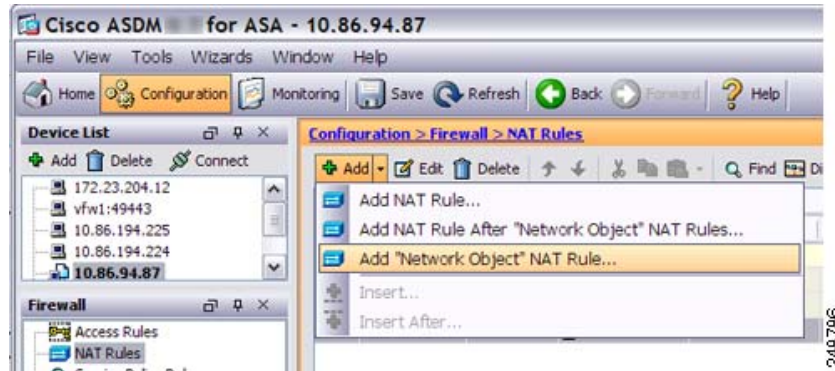 Cisco ASDM for ASA - 10.86.94.87
File View Tools Wizards Window Help
Home Configuration Monitoring Save Refresh Back Forward Help
Device List
Add Delete Connect
172.23.204.12
vfw1:49443
10.86.194.225
10.86.194.224
10.86.94.87
Firewall
Access Rules
NAT Rules
Configuration > Firewall > NAT Rules
Add Edit Delete Find Di
Add NAT Rule...
Add NAT Rule After "Network Object" NAT Rules...
Add "Network Object" NAT Rule...
Insert...
Insert After...